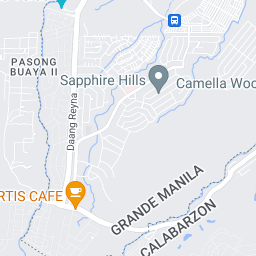 PASONG
BUAYA II
Sapphire Hills
Camella Woo
Daang Reyna
RTIS CAFE
GRANDE MANILA
CALABARZON